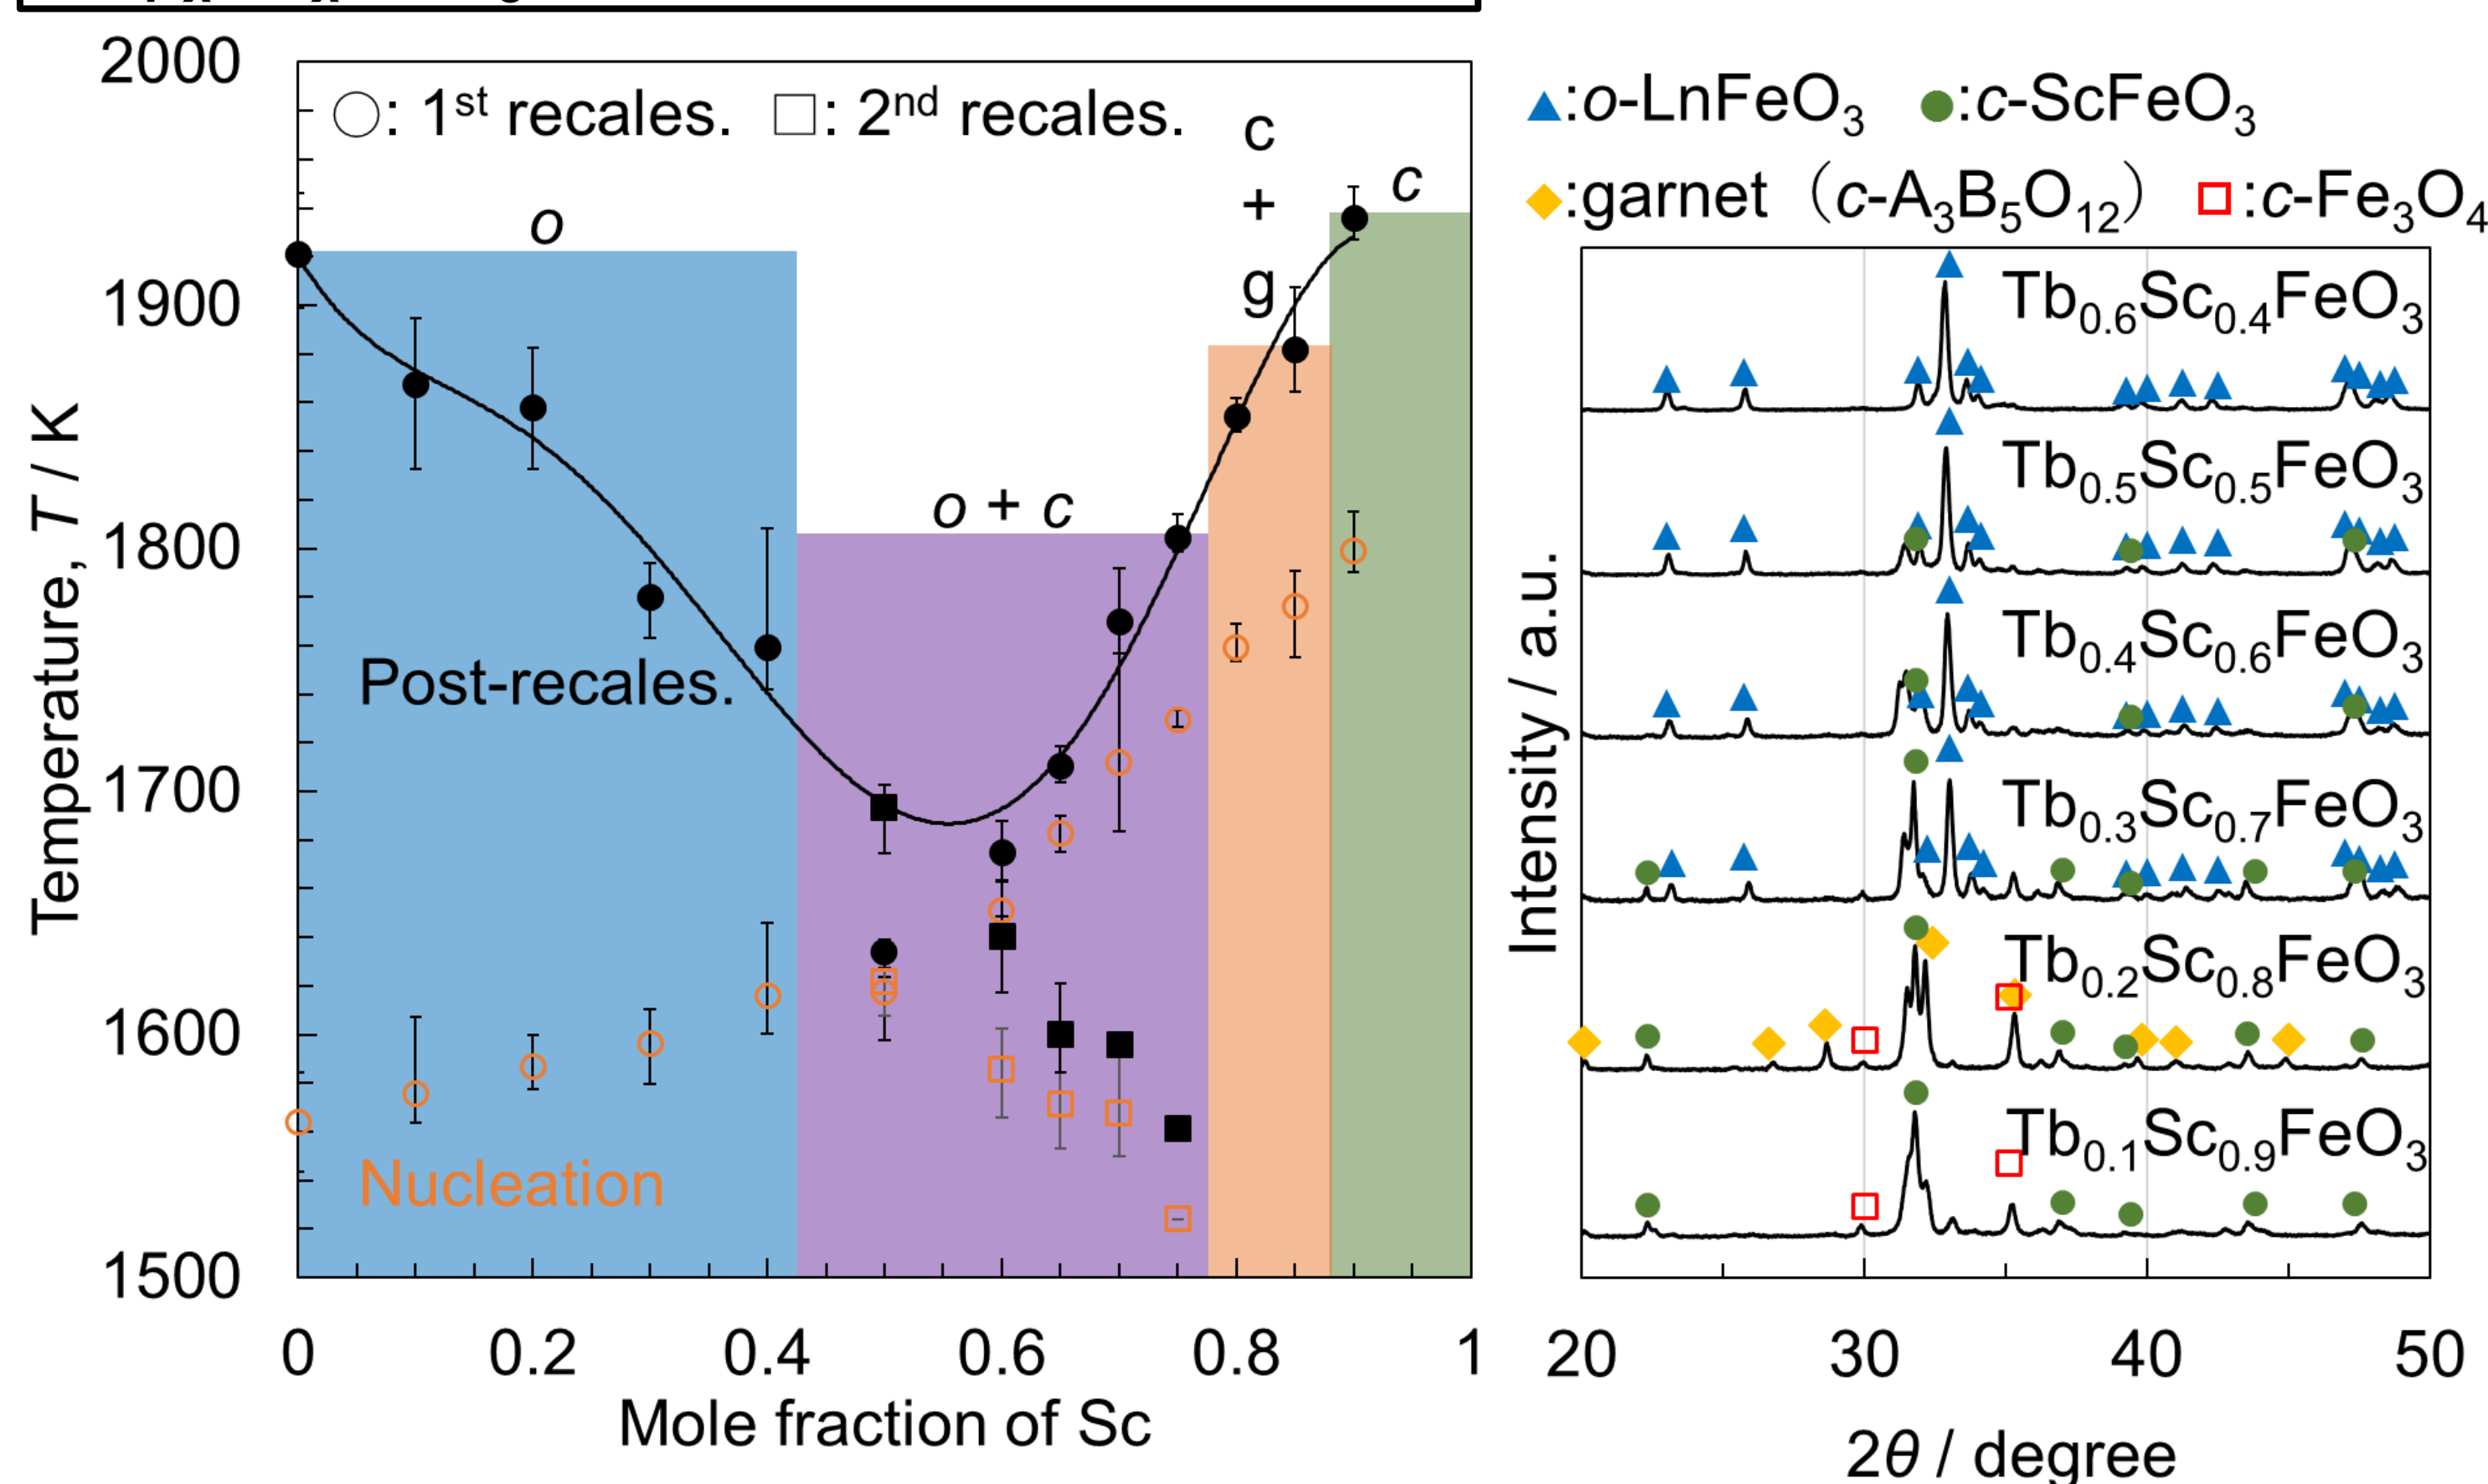 2000
1900
1800
1700
1600
1500
Temperature, T / K
○: 1st recales. □: 2nd recales.
o
o + c
c
+
g
c
Post-recales.
Nucleation
0 0.2 0.4 0.6 0.8 1
Mole fraction of Sc
▲:o-LnFeO₃ ●:c-ScFeO₃
◆:garnet（c-A₃B₅O₁₂） □:c-Fe₃O₄
Intensity / a.u.
Tb₀.₆Sc₀.₄FeO₃
Tb₀.₅Sc₀.₅FeO₃
Tb₀.₄Sc₀.₆FeO₃
Tb₀.₃Sc₀.₇FeO₃
Tb₀.₂Sc₀.₈FeO₃
Tb₀.₁Sc₀.₉FeO₃
20 30 40 50
2θ / degree